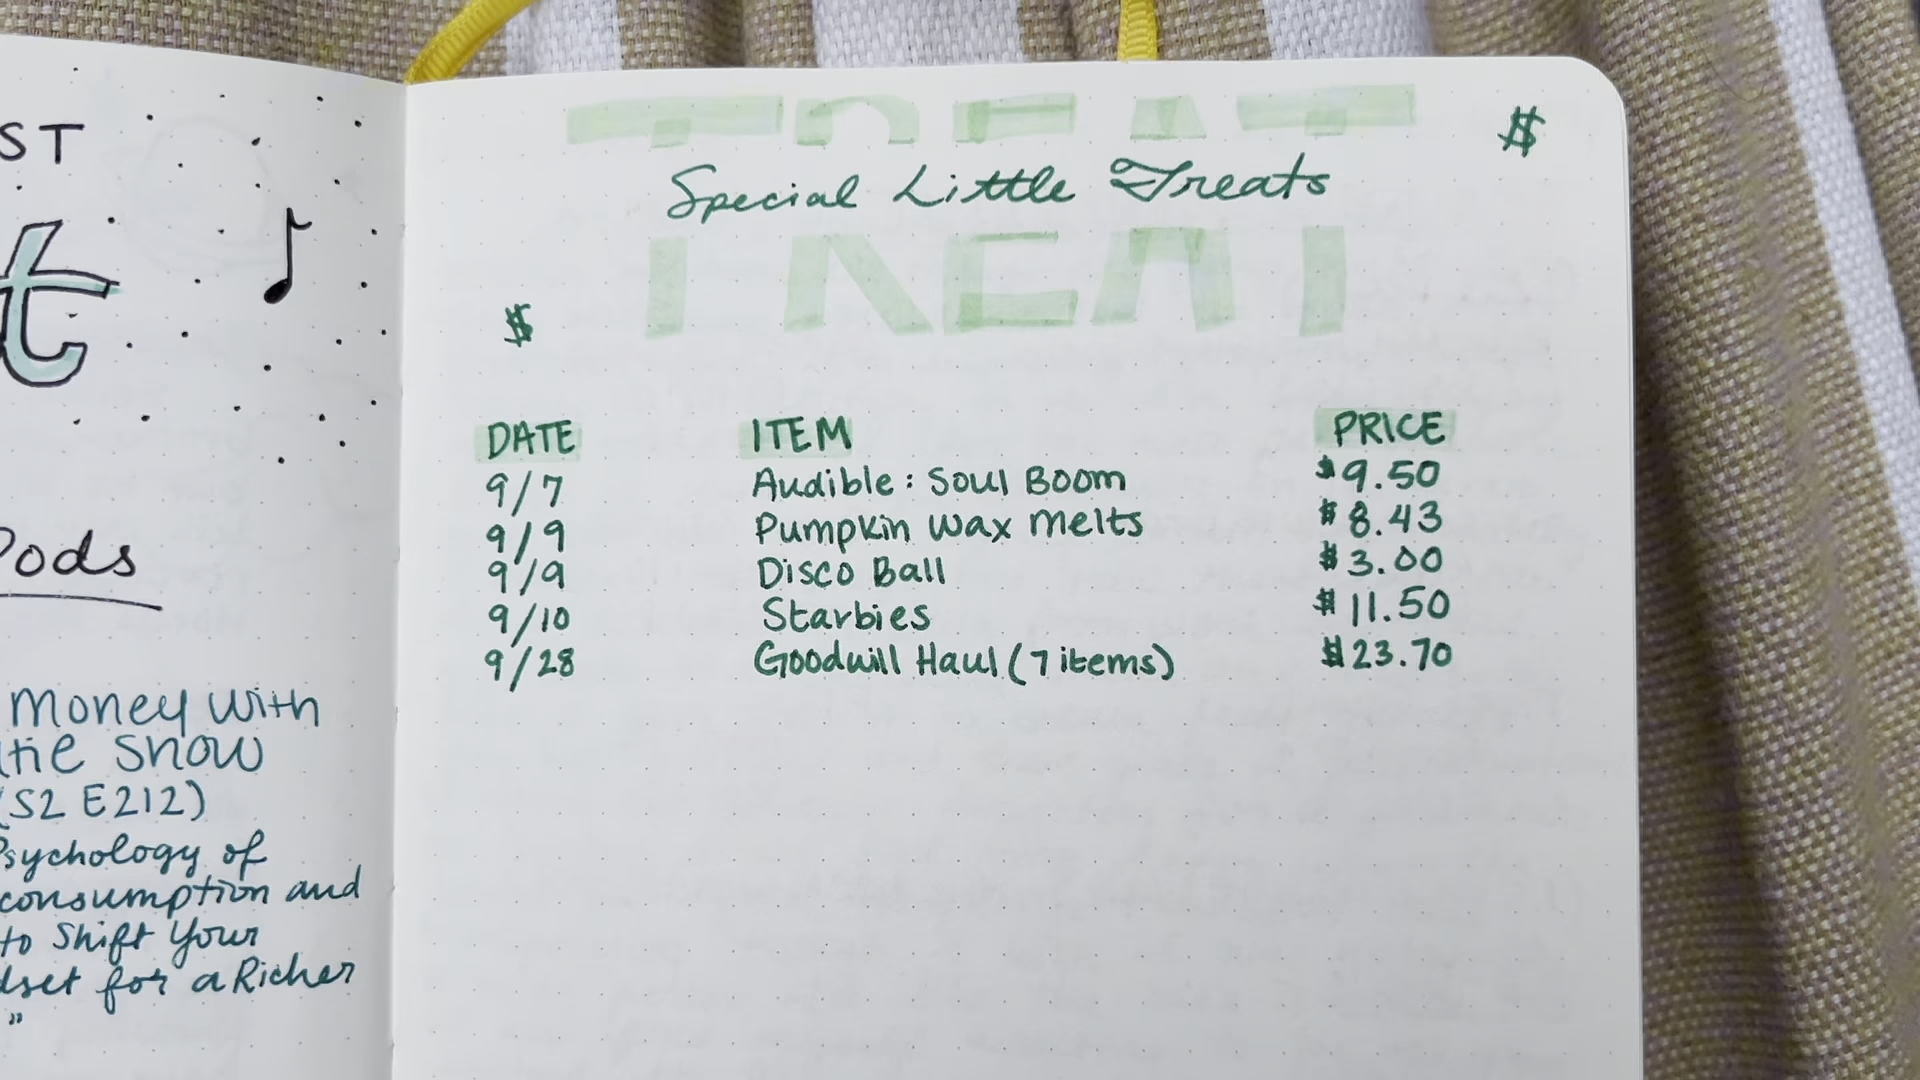 ST
t
Pods
Money with
tie Snow
(S2 E212)
Psychology of
consumption and
to Shift Your
dset for a Richer
"
TREAT
$
Special Little Treats
$
DATE ITEM PRICE
9/7 Audible: Soul Boom $9.50
9/9 Pumpkin wax melts $8.43
9/9 Disco Ball $3.00
9/10 Starbies $11.50
9/28 Goodwill Haul (7 items) $23.70